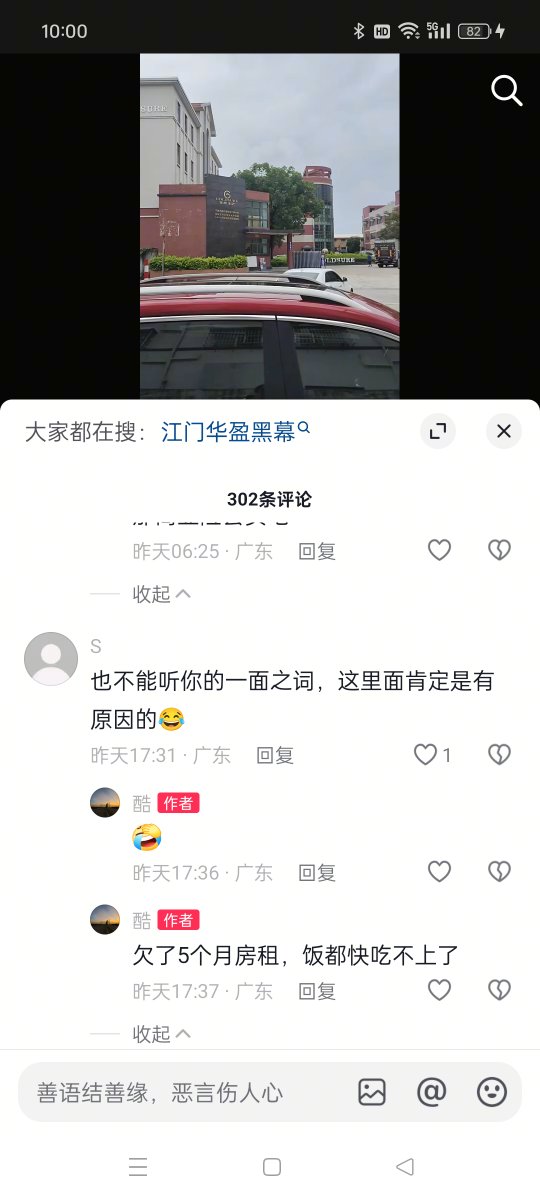 10:00
HD
5G
82
SURE
LDSURE
大家都在搜：江门华盈黑幕
302条评论
昨天06:25 · 广东 回复
收起
S
也不能听你的一面之词，这里面肯定是有
原因的😂
昨天17:31 · 广东 回复 1
酷 作者
🤣
昨天17:36 · 广东 回复
酷 作者
欠了5个月房租，饭都快吃不上了
昨天17:37 · 广东 回复
收起
善语结善缘，恶言伤人心
@